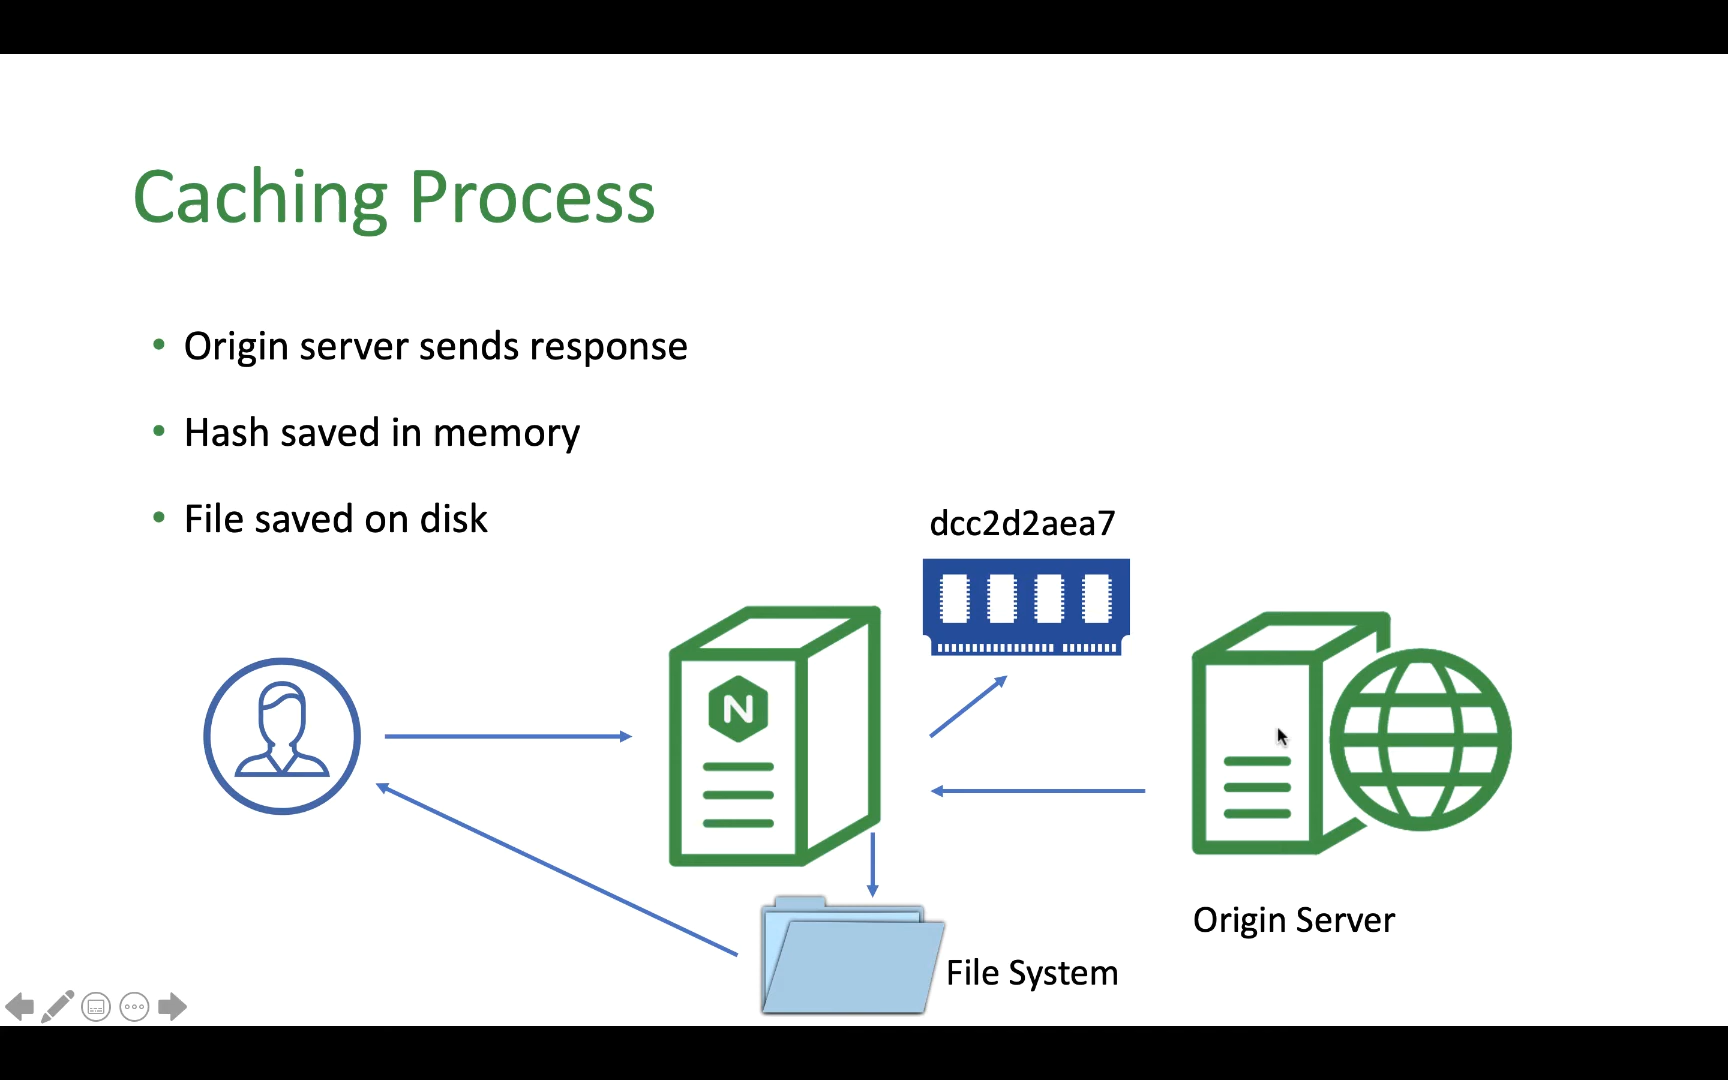 Caching Process
• Origin server sends response
• Hash saved in memory
• File saved on disk
dcc2d2aea7
N
Origin Server
File System